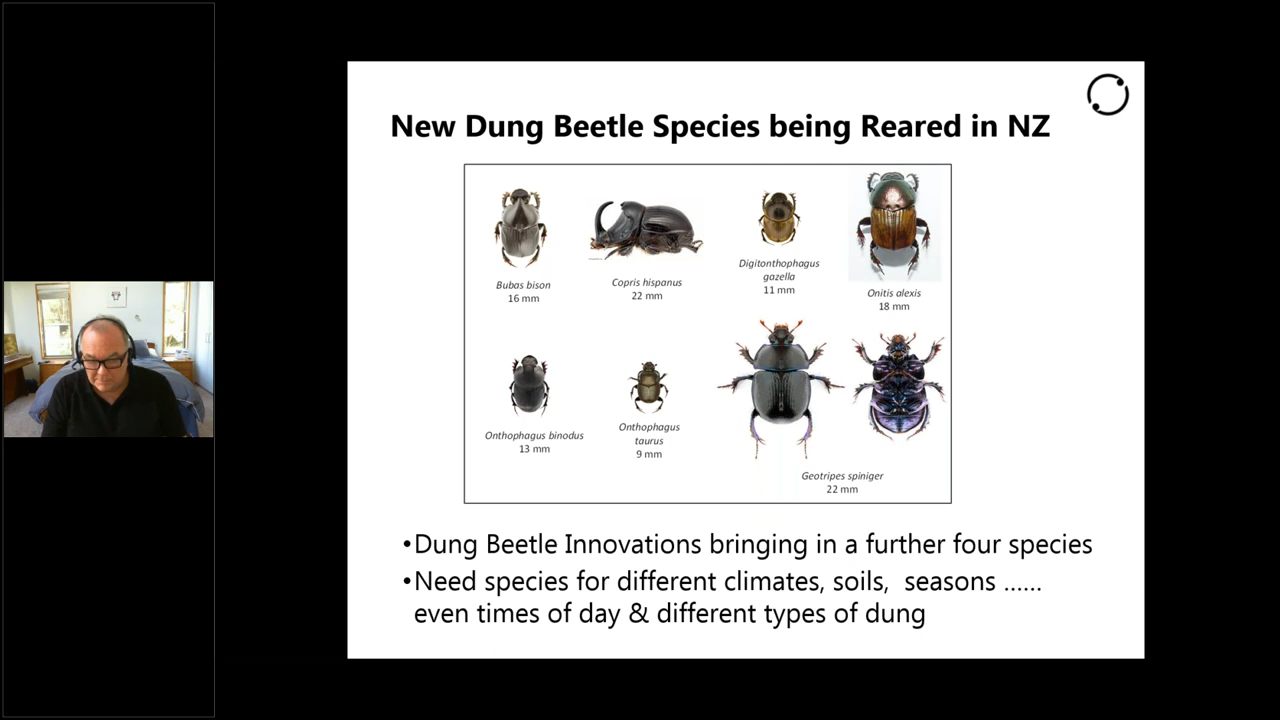 New Dung Beetle Species being Reared in NZ
Bubas bison
16 mm
Copris hispanus
22 mm
Digitonthophagus
gazella
11 mm
Onitis alexis
18 mm
Onthophagus binodus
13 mm
Onthophagus
taurus
9 mm
Geotripes spiniger
22 mm
•Dung Beetle Innovations bringing in a further four species
•Need species for different climates, soils,  seasons ......
even times of day & different types of dung